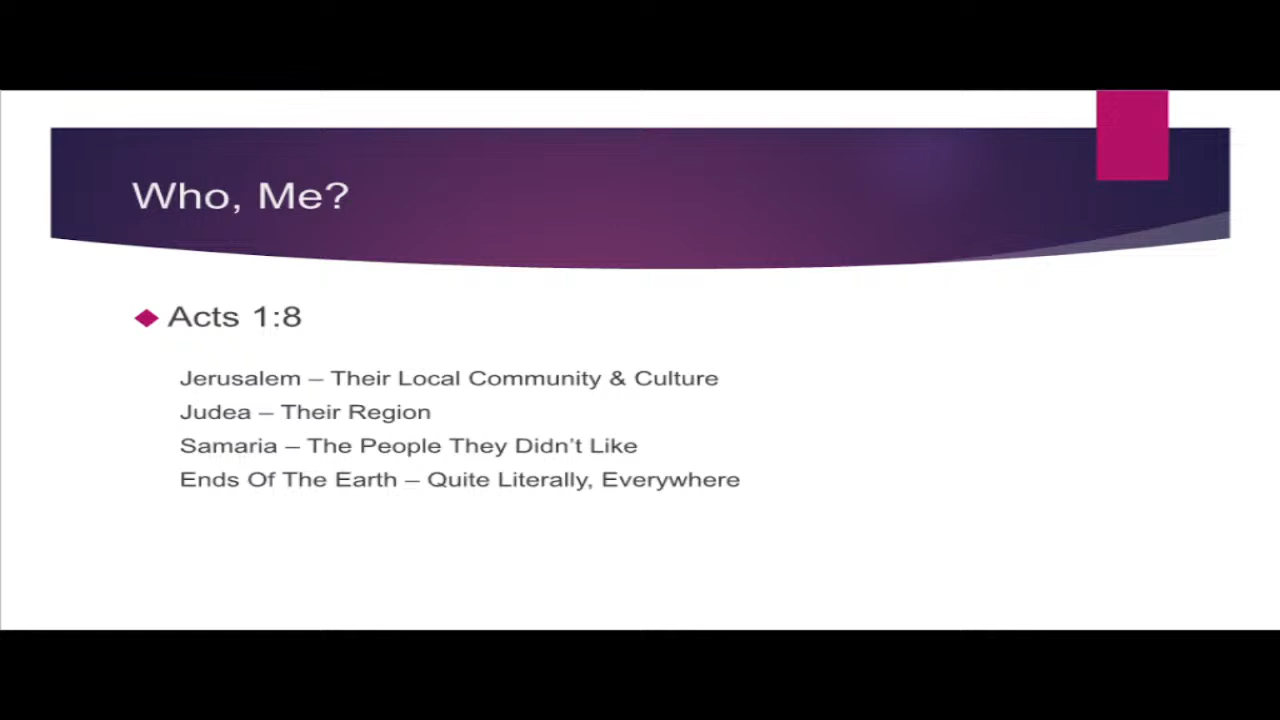 Who, Me?
Acts 1:8
Jerusalem – Their Local Community & Culture
Judea – Their Region
Samaria – The People They Didn’t Like
Ends Of The Earth – Quite Literally, Everywhere